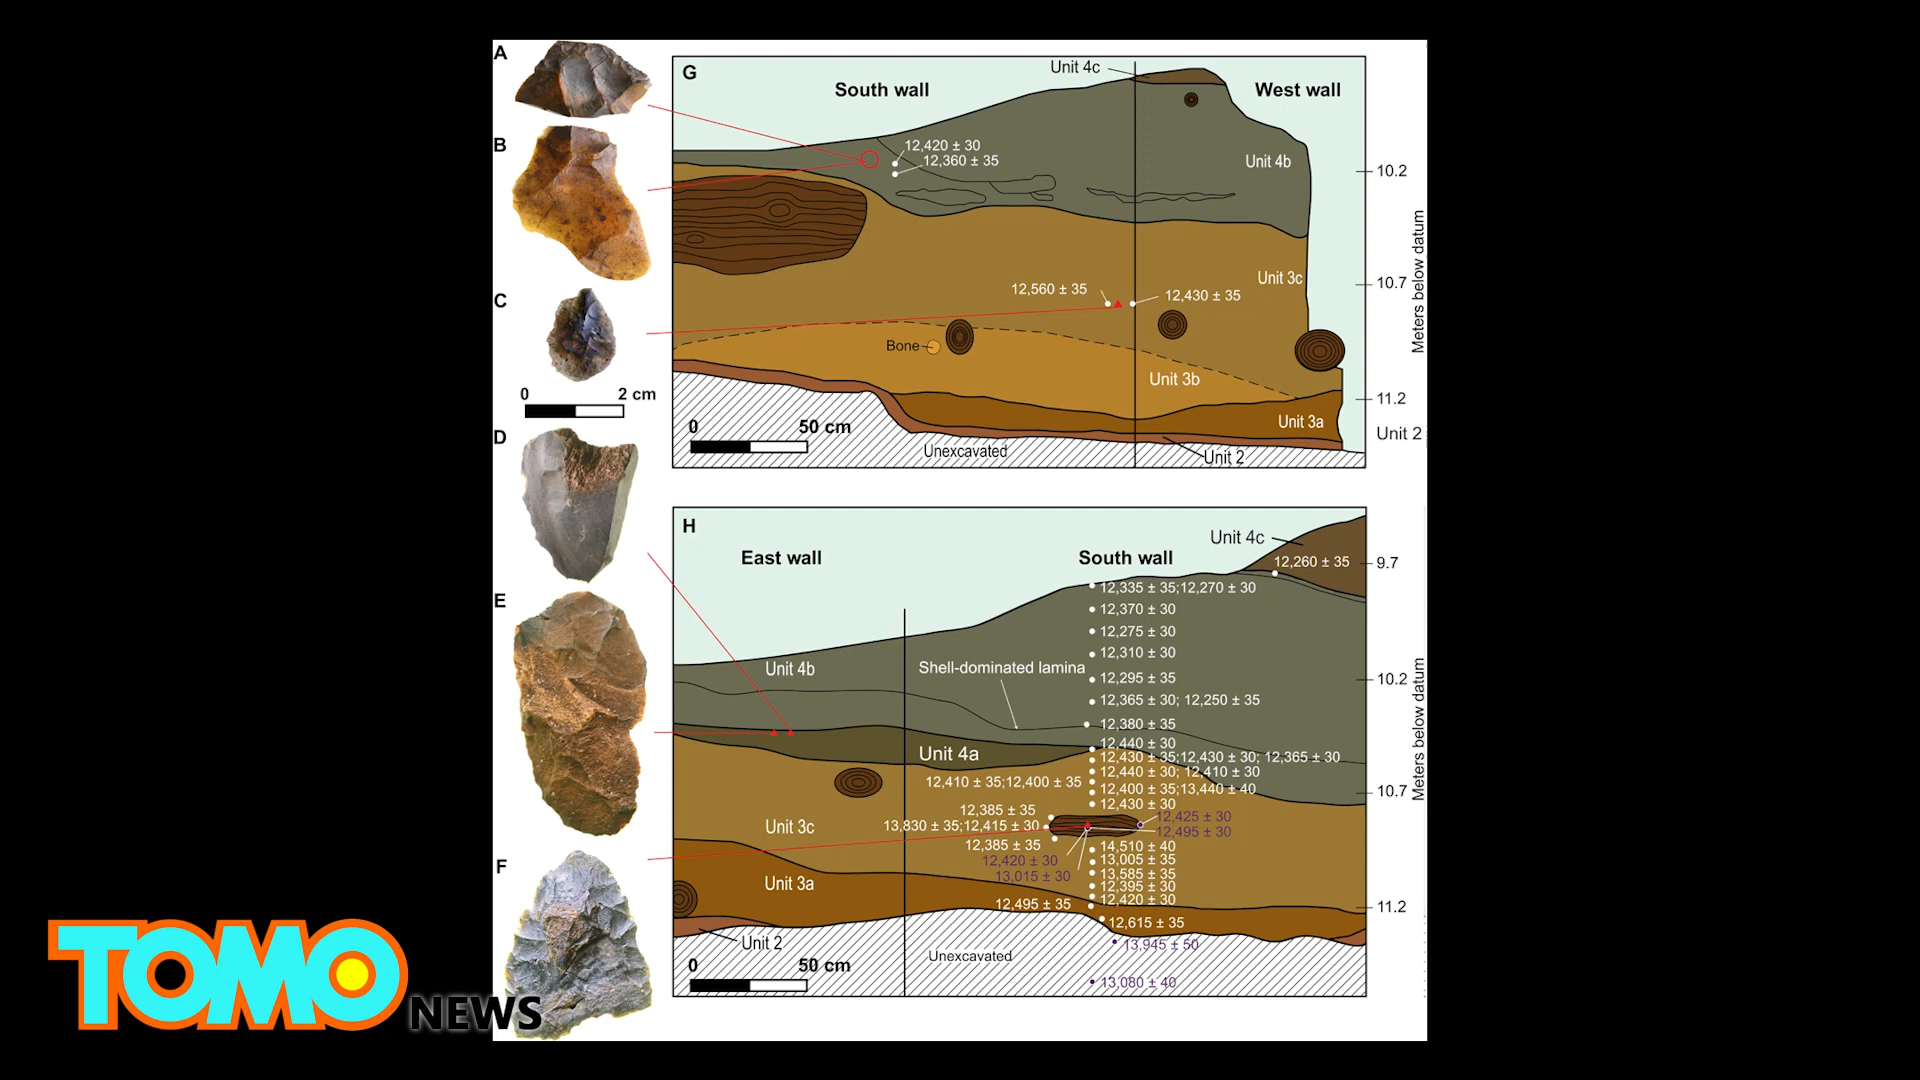 A
B
C
0 2 cm
D
E
F
G
South wall
Unit 4c
West wall
12,420 ± 30
12,360 ± 35
Unit 4b
10.2
Unit 3c
10.7
12,560 ± 35
12,430 ± 35
Bone
Unit 3b
11.2
Unit 3a
Unit 2
0 50 cm
Unexcavated
Unit 2
Meters below datum
H
East wall
South wall
Unit 4c
12,260 ± 35
9.7
12,335 ± 35;12,270 ± 30
12,370 ± 30
12,275 ± 30
12,310 ± 30
Unit 4b
Shell-dominated lamina
12,295 ± 35
10.2
12,365 ± 30; 12,250 ± 35
12,380 ± 35
12,440 ± 30
Unit 4a
12,430 ± 35;12,430 ± 30; 12,365 ± 30
12,440 ± 30; 12,410 ± 30
12,410 ± 35;12,400 ± 35
12,400 ± 35;13,440 ± 40
10.7
12,430 ± 30
12,385 ± 35
12,425 ± 30
Unit 3c
13,830 ± 35;12,415 ± 30
12,495 ± 30
12,385 ± 35
14,510 ± 40
12,420 ± 30
13,005 ± 35
13,015 ± 30
13,585 ± 35
Unit 3a
12,395 ± 30
12,420 ± 30
12,495 ± 35
11.2
12,615 ± 35
Unit 2
13,945 ± 50
Unexcavated
0 50 cm
13,080 ± 40
Meters below datum
TOMO
NEWS